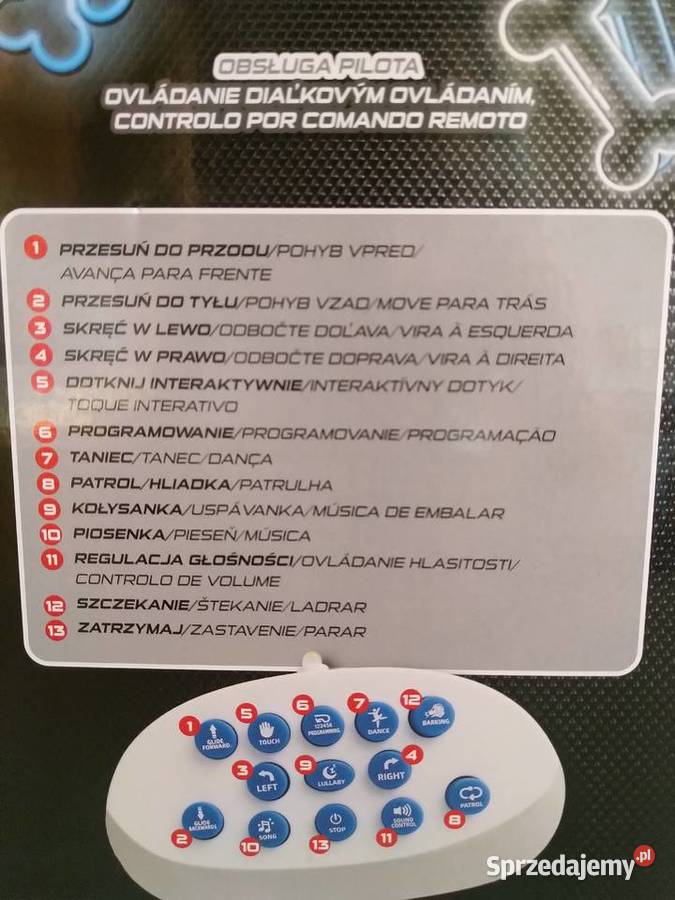 OBSŁUGA PILOTA
OVLÁDANIE DIAĽKOVÝM OVLÁDANÍM,
CONTROLO POR COMANDO REMOTO
1 PRZESUŃ DO PRZODU/POHYB VPRED/
AVANÇA PARA FRENTE
2 PRZESUŃ DO TYŁU/POHYB VZAD/MOVE PARA TRÁS
3 SKRĘĆ W LEWO/ODBOČTE DOĽAVA/VIRA À ESQUERDA
4 SKRĘĆ W PRAWO/ODBOČTE DOPRAVA/VIRA À DIREITA
5 DOTKNIJ INTERAKTYWNIE/INTERAKTÍVNY DOTYK/
TOQUE INTERATIVO
6 PROGRAMOWANIE/PROGRAMOVANIE/PROGRAMAÇÃO
7 TANIEC/TANEC/DANÇA
8 PATROL/HLIADKA/PATRULHA
9 KOŁYSANKA/USPÁVANKA/MÚSICA DE EMBALAR
10 PIOSENKA/PIESEŇ/MÚSICA
11 REGULACJA GŁOŚNOŚCI/OVLÁDANIE HLASITOSTI/
CONTROLO DE VOLUME
12 SZCZEKANIE/ŠTEKANIE/LADRAR
13 ZATRZYMAJ/ZASTAVENIE/PARAR
1 GLIDE FORWARD
5 TOUCH
6 123456 PROGRAMMING
7 DANCE
12 BARKING
3 LEFT
9 LULLABY
4 RIGHT
2 GLIDE BACKWARDS
10 SONG
13 STOP
11 SOUND CONTROL
8 PATROL
Sprzedajemy.pl